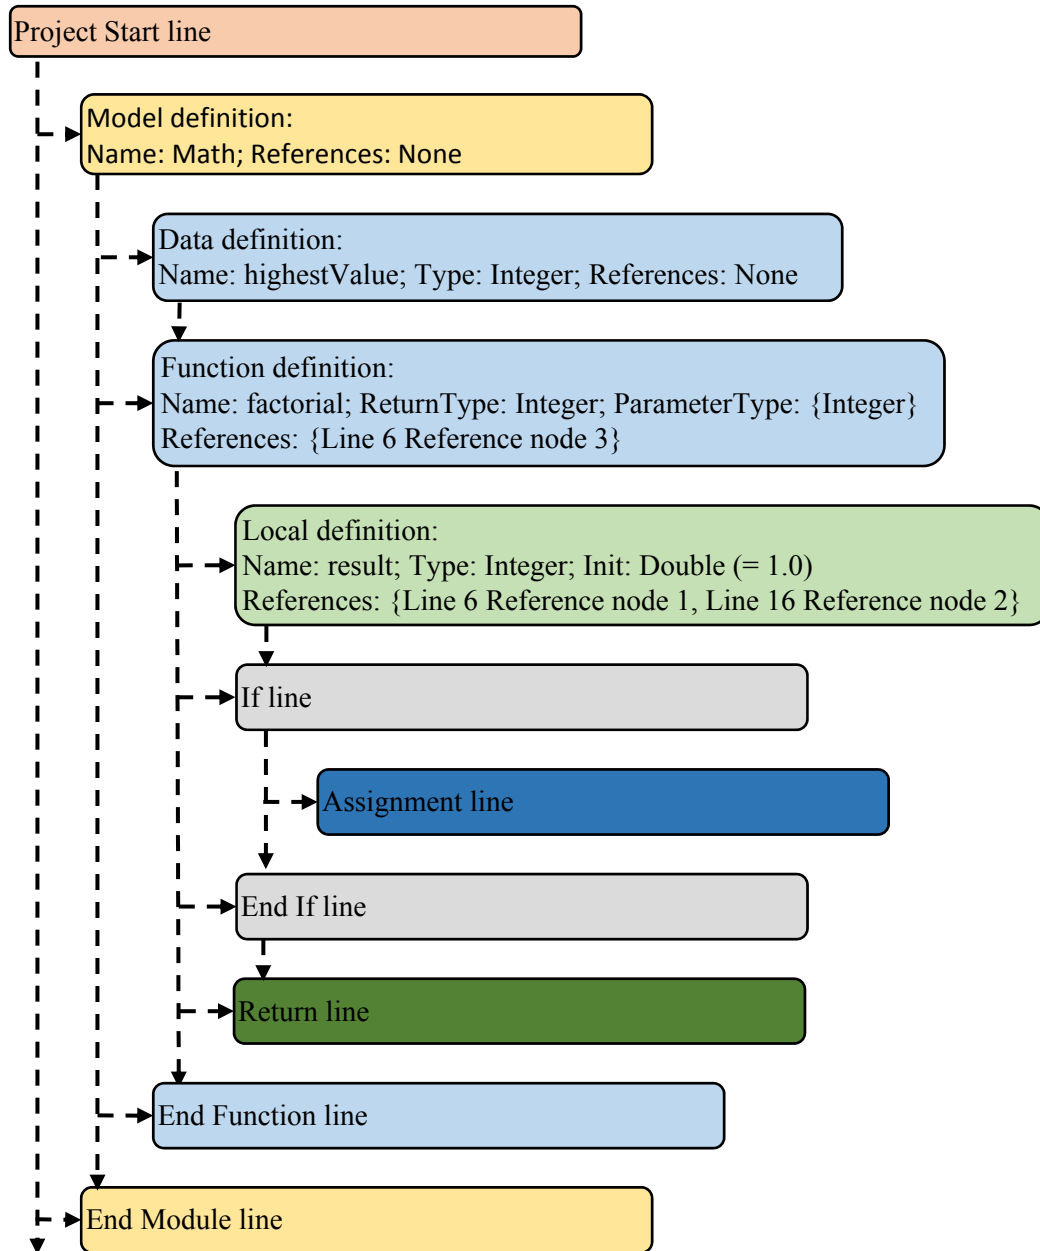 Project Start line
Model definition:
Name: Math; References: None
Data definition:
Name: highestValue; Type: Integer; References: None
Function definition:
Name: factorial; ReturnType: Integer; ParameterType: {Integer}
References: {Line 6 Reference node 3}
Local definition:
Name: result; Type: Integer; Init: Double (= 1.0)
References: {Line 6 Reference node 1, Line 16 Reference node 2}
If line
Assignment line
End If line
Return line
End Function line
End Module line